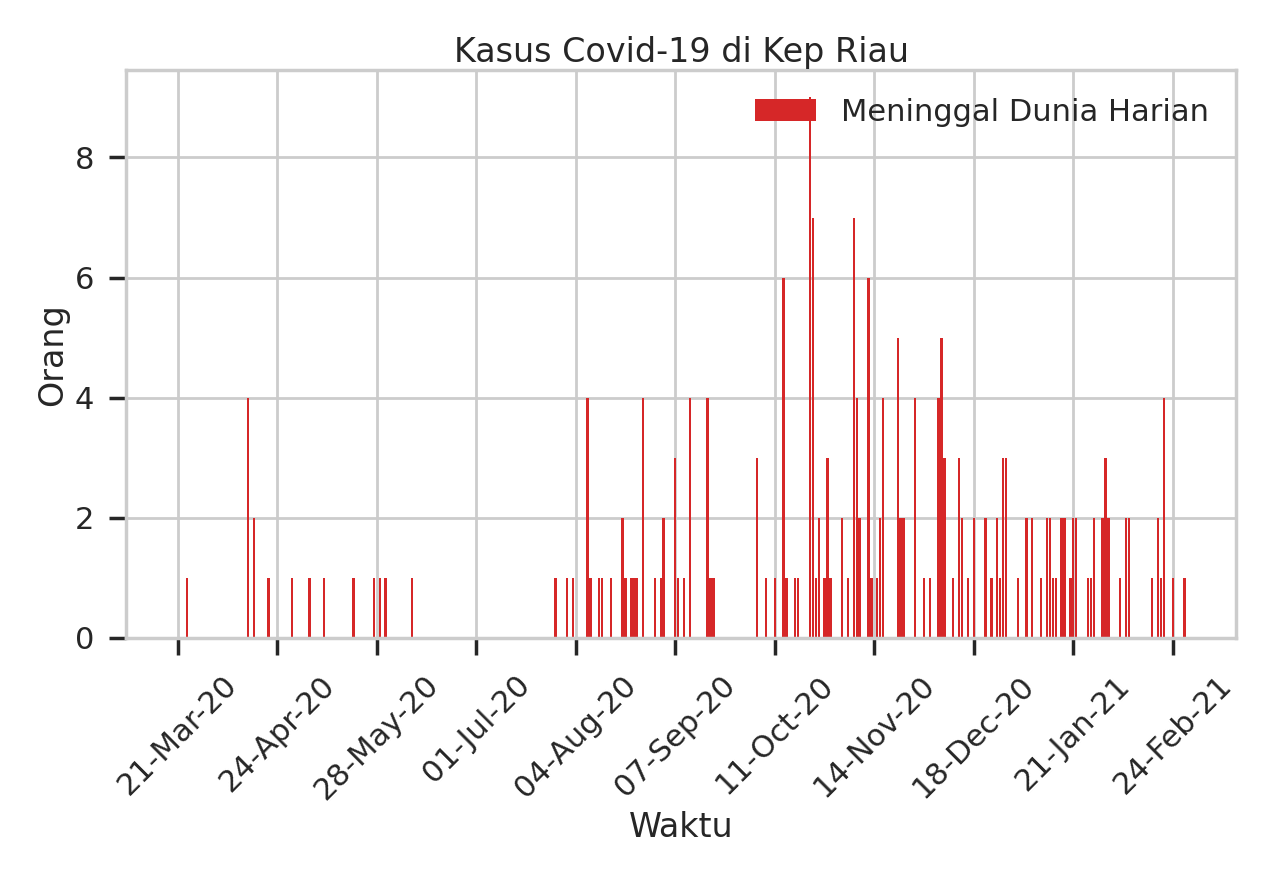 Kasus Covid-19 di Kep Riau
Meninggal Dunia Harian
Orang
8
6
4
2
0
21-Mar-20
24-Apr-20
28-May-20
01-Jul-20
04-Aug-20
07-Sep-20
11-Oct-20
14-Nov-20
18-Dec-20
21-Jan-21
24-Feb-21
Waktu